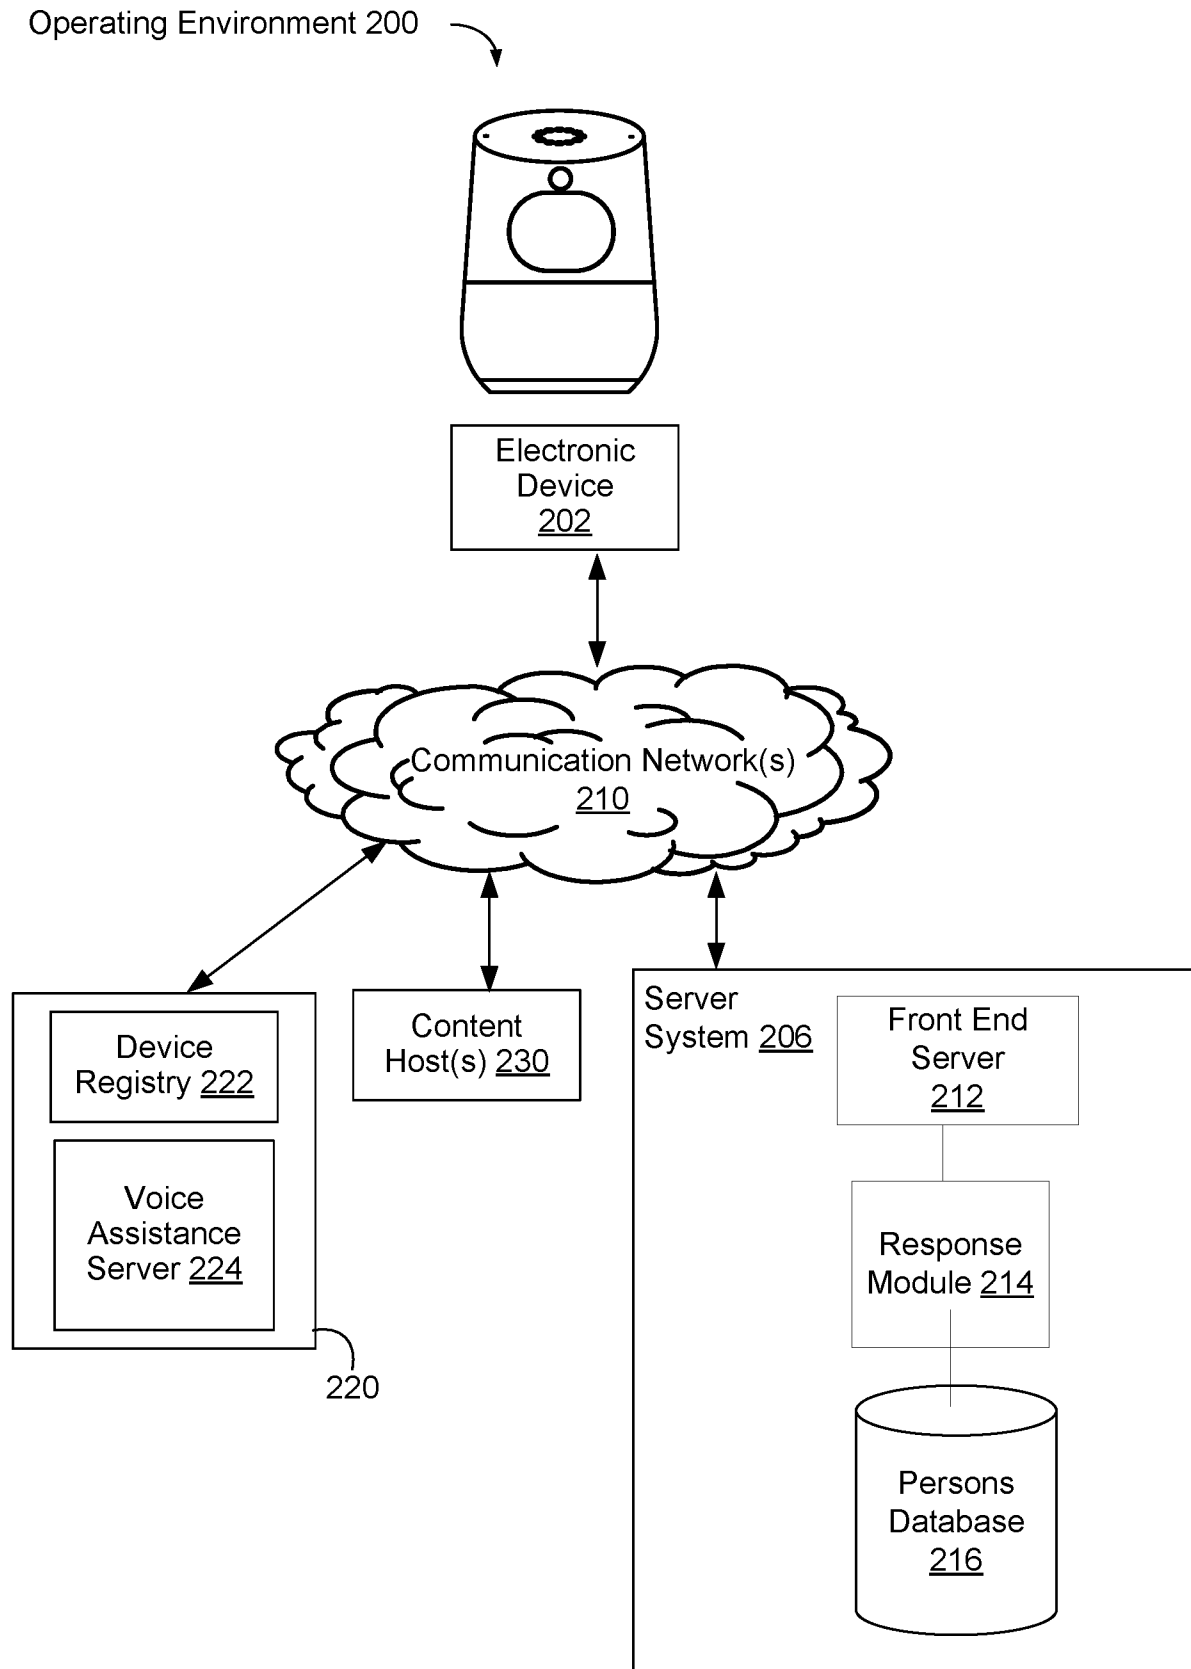 Operating Environment 200
Electronic
Device
202
Communication Network(s)
210
Device
Registry 222
Voice
Assistance
Server 224
220
Content
Host(s) 230
Server
System 206
Front End
Server
212
Response
Module 214
Persons
Database
216